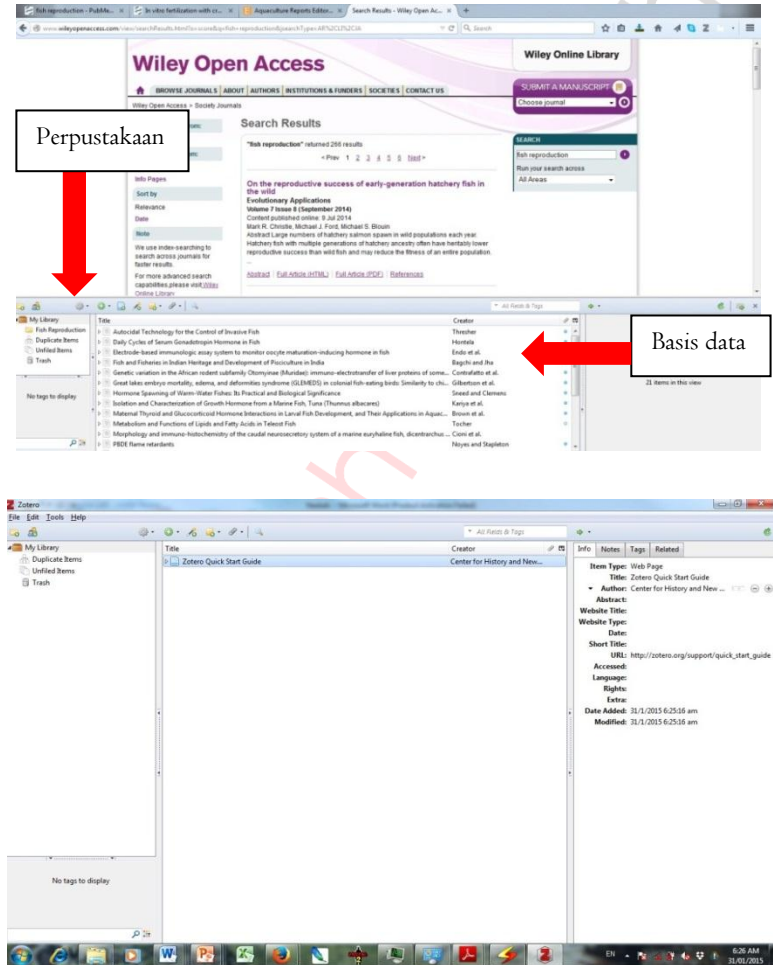 fish reproduction - PubMe...
In vitro fertilization with cr...
Aquaculture Reports Editor...
Search Results - Wiley Open Ac...
www.wileyopenaccess.com
Search
Wiley Open Access
Wiley Online Library
BROWSE JOURNALS ABOUT AUTHORS INSTITUTIONS & FUNDERS SOCIETIES CONTACT US
SUBMIT A MANUSCRIPT
Choose journal
Wiley Open Access > Society Journals
Perpustakaan
Search Results
"fish reproduction" returned 266 results
< Prev 1 2 3 4 5 6 Next >
SEARCH
fish reproduction
Run your search across
All Areas
Info Pages
Sort by
Relevance
Date
Note
We use index-searching to
search across journals for
faster results.
For more advanced search
capabilities, please visit Wiley
Online Library
On the reproductive success of early-generation hatchery fish in
the wild
Evolutionary Applications
Volume 7 Issue 8 (September 2014)
Content published online: 9 Jul 2014
Mark R. Christie, Michael J. Ford, Michael S. Blouin
Abstract Large numbers of hatchery salmon spawn in wild populations each year.
Hatchery fish with multiple generations of hatchery ancestry often have heritably lower
reproductive success than wild fish and may reduce the fitness of an entire population.
...
Abstract Full Article (HTML) Full Article (PDF) References
All Fields & Tags
My Library
Fish Reproduction
Duplicate Items
Unfiled Items
Trash
No tags to display
Title Creator
Autocidal Technology for the Control of Invasive Fish Thresher
Daily Cycles of Serum Gonadotropin Hormone in Fish Hontela
Electrode-based immunologic assay system to monitor oocyte maturation-inducing hormone in fish Endo et al.
Fish and Fisheries in Indian Heritage and Development of Pisciculture in India Bagchi and Jha
Genetic variation in the African rodent subfamily Otomyinae (Muridae): immuno-electrotransfer of liver proteins of some... Contrafatto et al.
Great lakes embryo mortality, edema, and deformities syndrome (GLEMEDS) in colonial fish-eating birds: Similarity to chi... Gilbertson et al.
Hormone Spawning of Warm-Water Fishes: Its Practical and Biological Significance Sneed and Clemens
Isolation and Characterization of Growth Hormone from a Marine Fish, Tuna (Thunnus albacares) Kariya et al.
Maternal Thyroid and Glucocorticoid Hormone Interactions in Larval Fish Development, and Their Applications in Aquac... Brown et al.
Metabolism and Functions of Lipids and Fatty Acids in Teleost Fish Tocher
Morphology and immuno-histochemistry of the caudal neurosecretory system of a marine euryhaline fish, dicentrarchus ... Cioni et al.
PBDE flame retardants Noyes and Stapleton
Basis data
21 items in this view
Zotero
File Edit Tools Help
All Fields & Tags
My Library
Duplicate Items
Unfiled Items
Trash
Title Creator
Zotero Quick Start Guide Center for History and New...
Info Notes Tags Related
Item Type: Web Page
Title: Zotero Quick Start Guide
Author: Center for History and New ...
Abstract:
Website Title:
Website Type:
Date:
Short Title:
URL: http://zotero.org/support/quick_start_guide
Accessed:
Language:
Rights:
Extra:
Date Added: 31/1/2015 6:25:16 am
Modified: 31/1/2015 6:25:16 am
No tags to display
EN
6:26 AM
31/01/2015